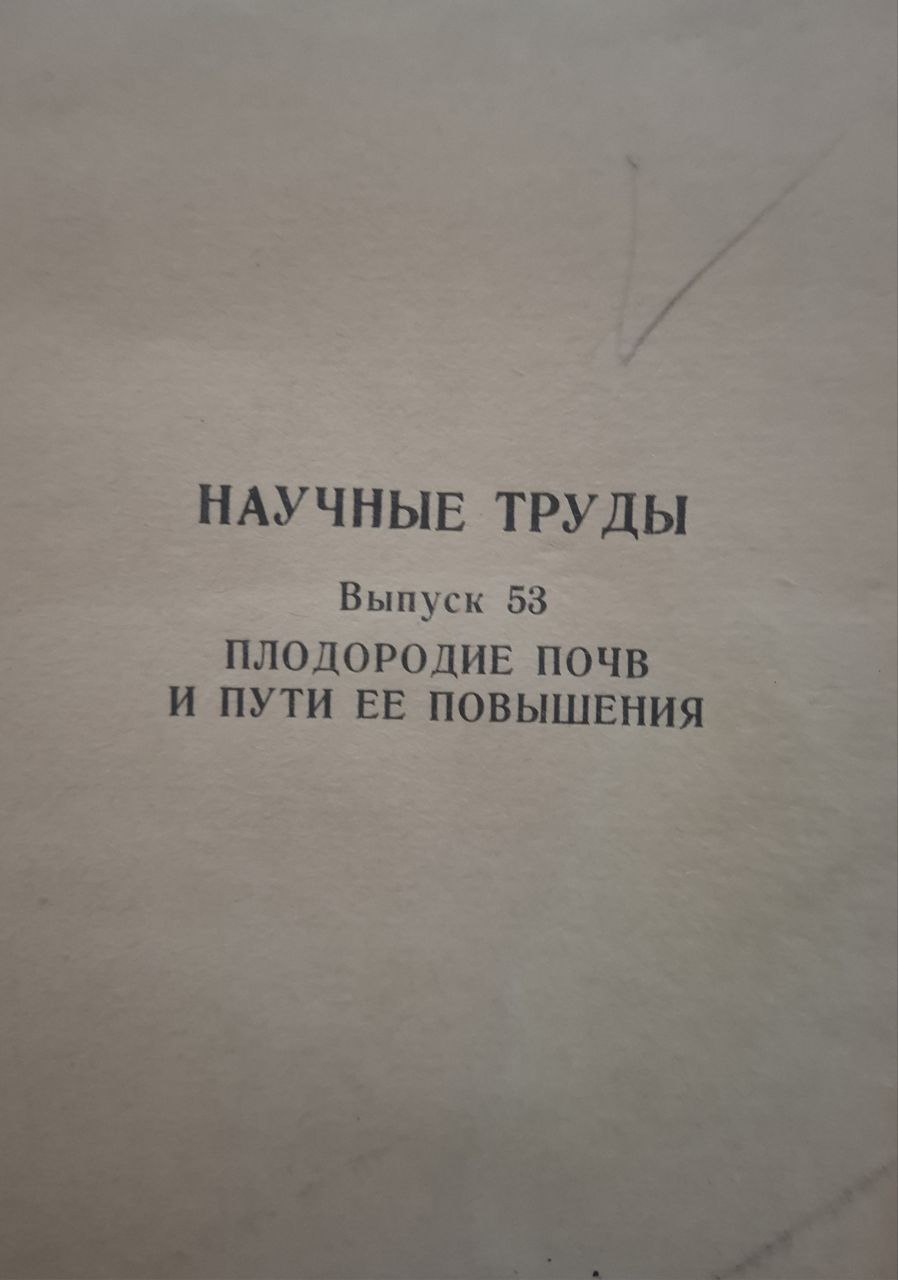 НАУЧНЫЕ ТРУДЫ
Выпуск 53
ПЛОДОРОДИЕ ПОЧВ
И ПУТИ ЕЕ ПОВЫШЕНИЯ